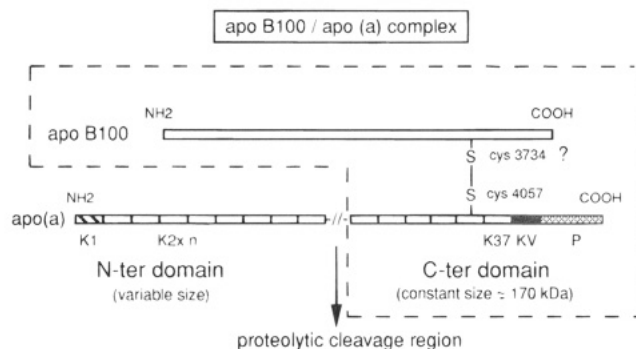 apo B100 / apo (a) complex
NH2 COOH
apo B100
S cys 3734 ?
S cys 4057
NH2 COOH
apo(a) -//-
K1 K2x n K37 KV P
N-ter domain C-ter domain
(variable size) (constant size ≃ 170 kDa)
proteolytic cleavage region